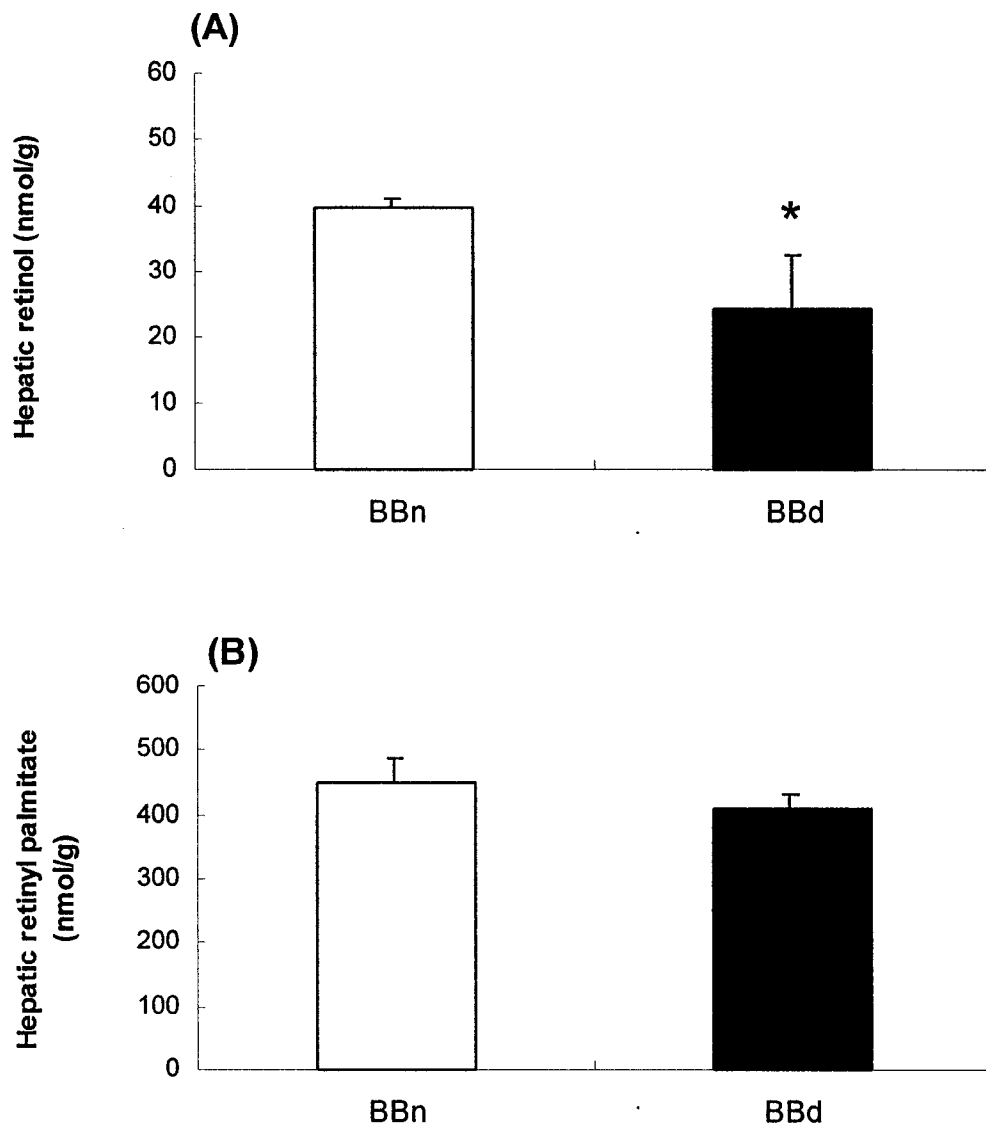 (A)
Hepatic retinol (nmol/g)
60
50
40
30
20
10
0
*
BBn
BBd
(B)
Hepatic retinyl palmitate
(nmol/g)
600
500
400
300
200
100
0
BBn
BBd